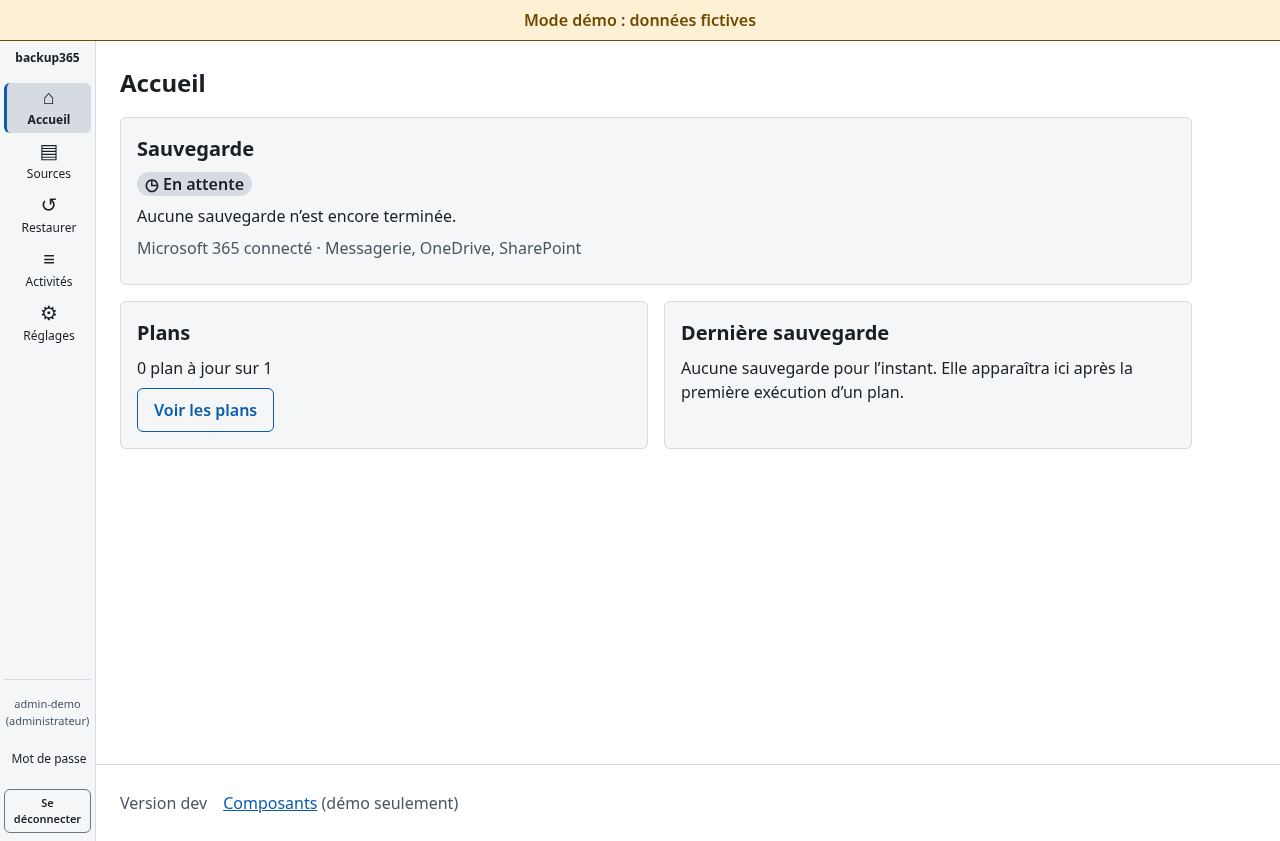 Mode démo : données fictives
backup365
Accueil
Sources
Restaurer
Activités
Réglages
admin-demo
(administrateur)
Mot de passe
Se
déconnecter
Accueil
Sauvegarde
En attente
Aucune sauvegarde n’est encore terminée.
Microsoft 365 connecté · Messagerie, OneDrive, SharePoint
Plans
0 plan à jour sur 1
Voir les plans
Dernière sauvegarde
Aucune sauvegarde pour l’instant. Elle apparaîtra ici après la
première exécution d’un plan.
Version dev Composants (démo seulement)